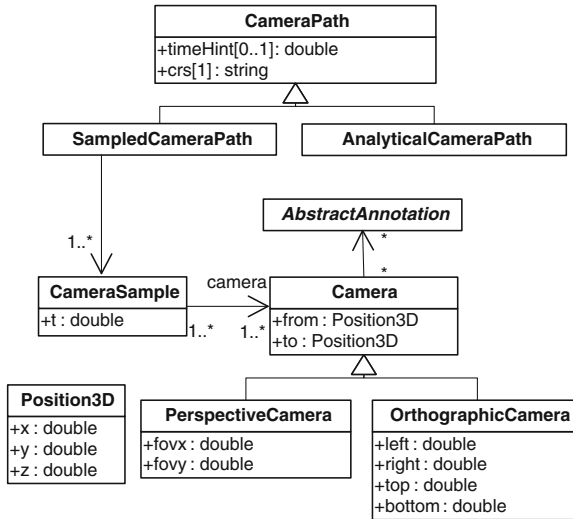 CameraPath
+timeHint[0..1]: double
+crs[1] : string
SampledCameraPath
AnalyticalCameraPath
AbstractAnnotation
*
1..*
*
CameraSample
+t : double
camera
1..*
1..*
Camera
+from : Position3D
+to : Position3D
Position3D
+x : double
+y : double
+z : double
PerspectiveCamera
+fovx : double
+fovy : double
OrthographicCamera
+left : double
+right : double
+top : double
+bottom : double